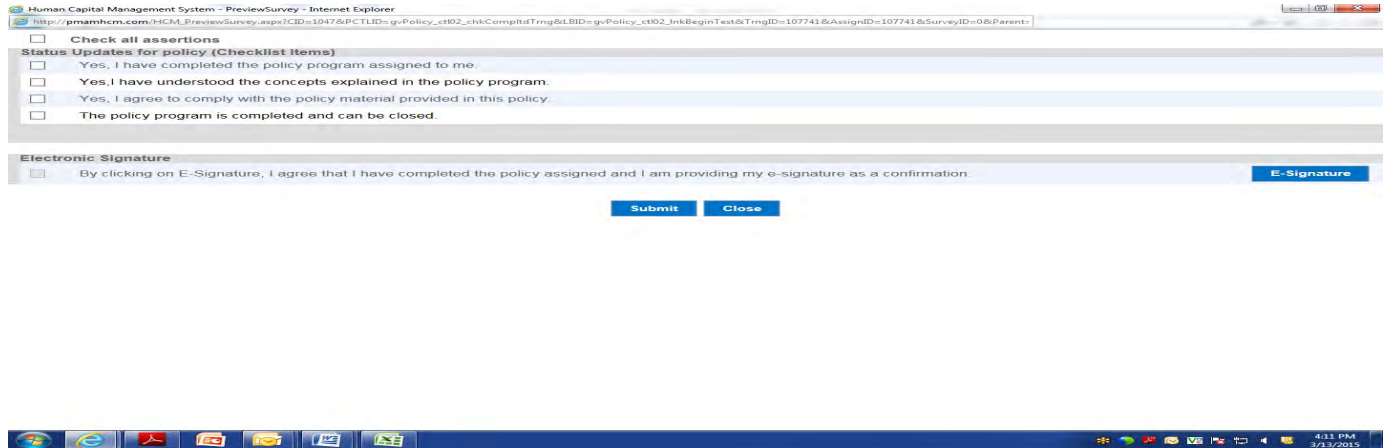 Human Capital Management System - PreviewSurvey - Internet Explorer
http://pmamhcm.com/HCM_PreviewSurvey.aspx?CID=1047&PCTLID=gvPolicy_ctl02_chkCompltdTrng&LBID=gvPolicy_ctl02_lnkBeginTest&TrngID=107741&AssignID=107741&SurveyID=0&Parent:
Check all assertions
Status Updates for policy (Checklist Items)
Yes, I have completed the policy program assigned to me.
Yes,I have understood the concepts explained in the policy program.
Yes, I agree to comply with the policy material provided in this policy.
The policy program is completed and can be closed.
Electronic Signature
By clicking on E-Signature, I agree that I have completed the policy assigned and I am providing my e-signature as a confirmation.
E-Signature
Submit Close
4:11 PM
3/13/2015